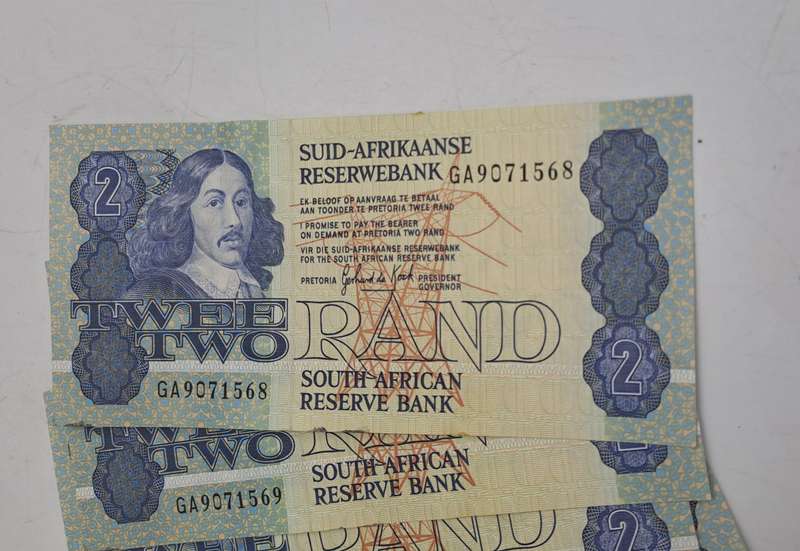 SUID-AFRIKAANSE
RESERWEBANK GA9071568
2
EK BELOOF OP AANVRAAG TE BETAAL
AAN TOONDER TE PRETORIA TWEE RAND
I PROMISE TO PAY THE BEARER
ON DEMAND AT PRETORIA TWO RAND
VIR DIE SUID-AFRIKAANSE RESERWEBANK
FOR THE SOUTH AFRICAN RESERVE BANK
PRETORIA PRESIDENT
GOVERNOR
TWEE
TWO
RAND
2
GA9071568
SOUTH AFRICAN
RESERVE BANK
TWEE
TWO
SOUTH AFRICAN
GA9071569
RESERVE BANK
2